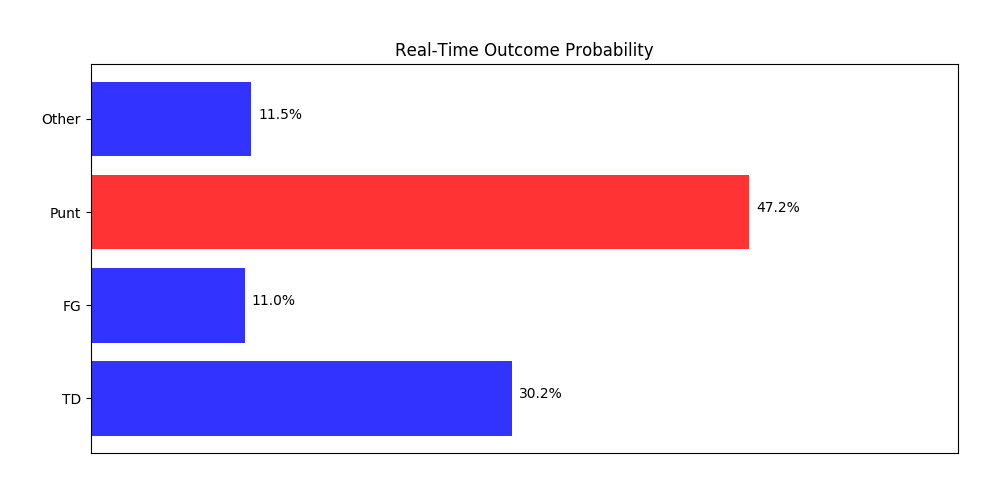 Real-Time Outcome Probability
Other
11.5%
Punt
47.2%
FG
11.0%
TD
30.2%